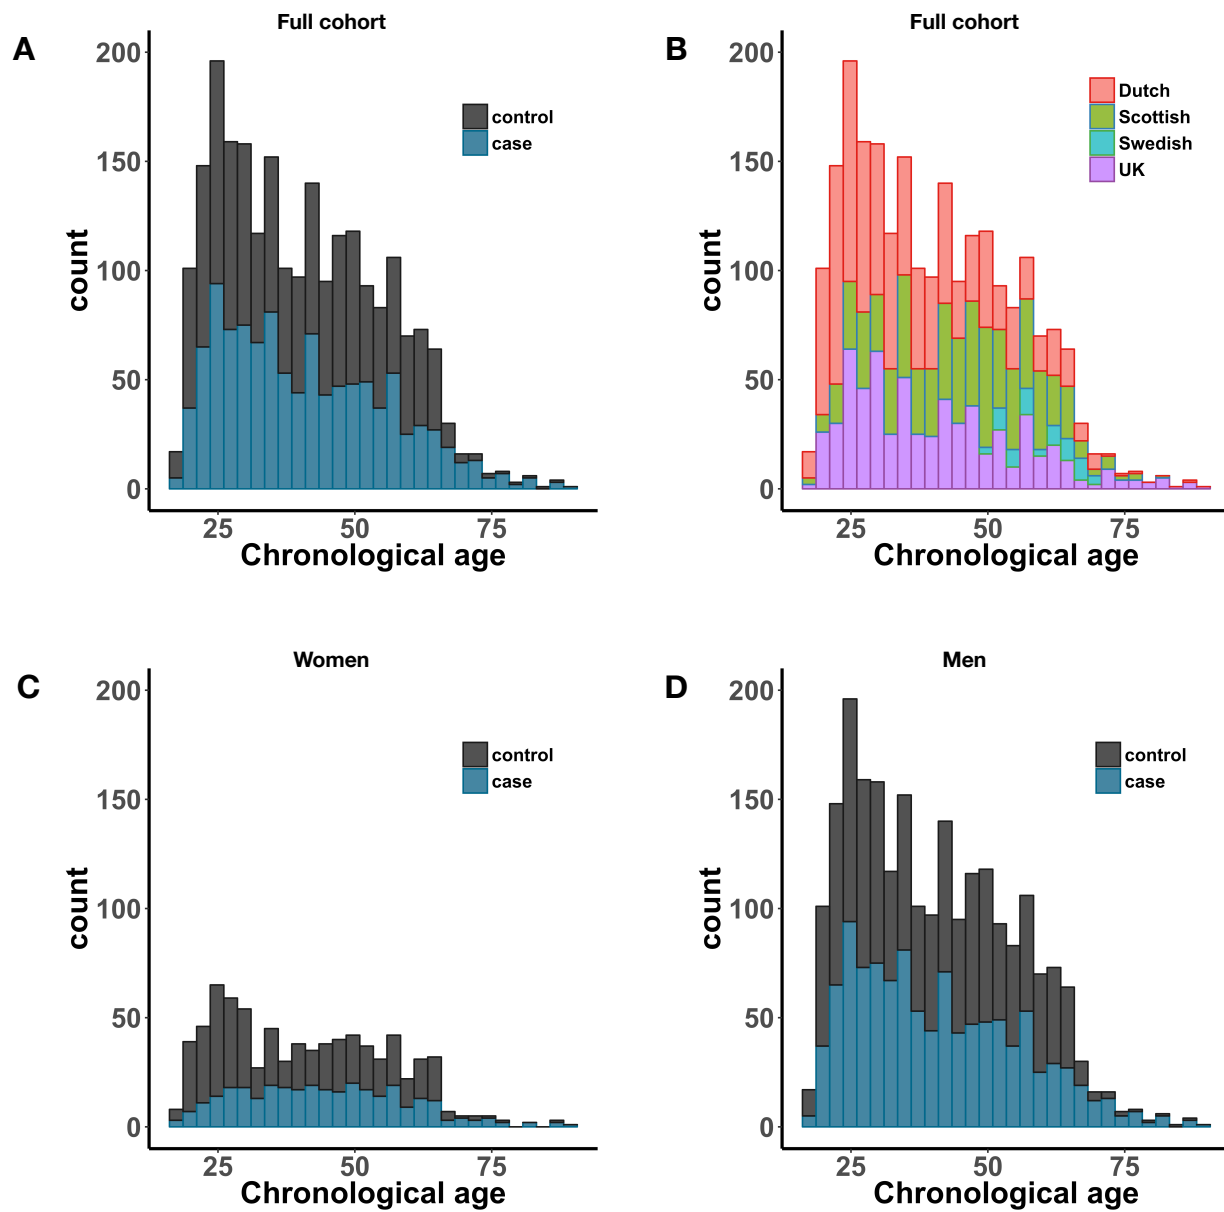 A
Full cohort
200
150
100
50
0
count
control
case
25 50 75
Chronological age
B
Full cohort
200
150
100
50
0
count
Dutch
Scottish
Swedish
UK
25 50 75
Chronological age
C
Women
200
150
100
50
0
count
control
case
25 50 75
Chronological age
D
Men
200
150
100
50
0
count
control
case
25 50 75
Chronological age